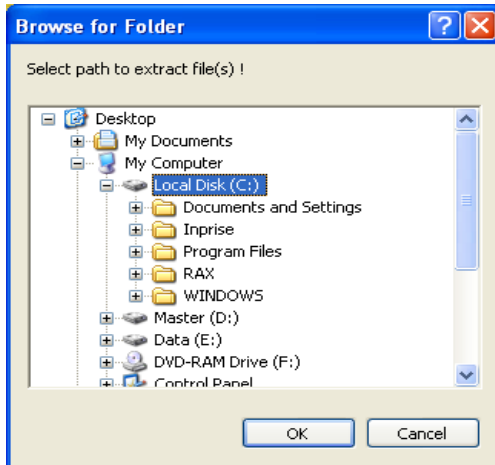 Browse for Folder
Select path to extract file(s) !
Desktop
My Documents
My Computer
Local Disk (C:)
Documents and Settings
Inprise
Program Files
RAX
WINDOWS
Master (D:)
Data (E:)
DVD-RAM Drive (F:)
Control Panel
OK Cancel